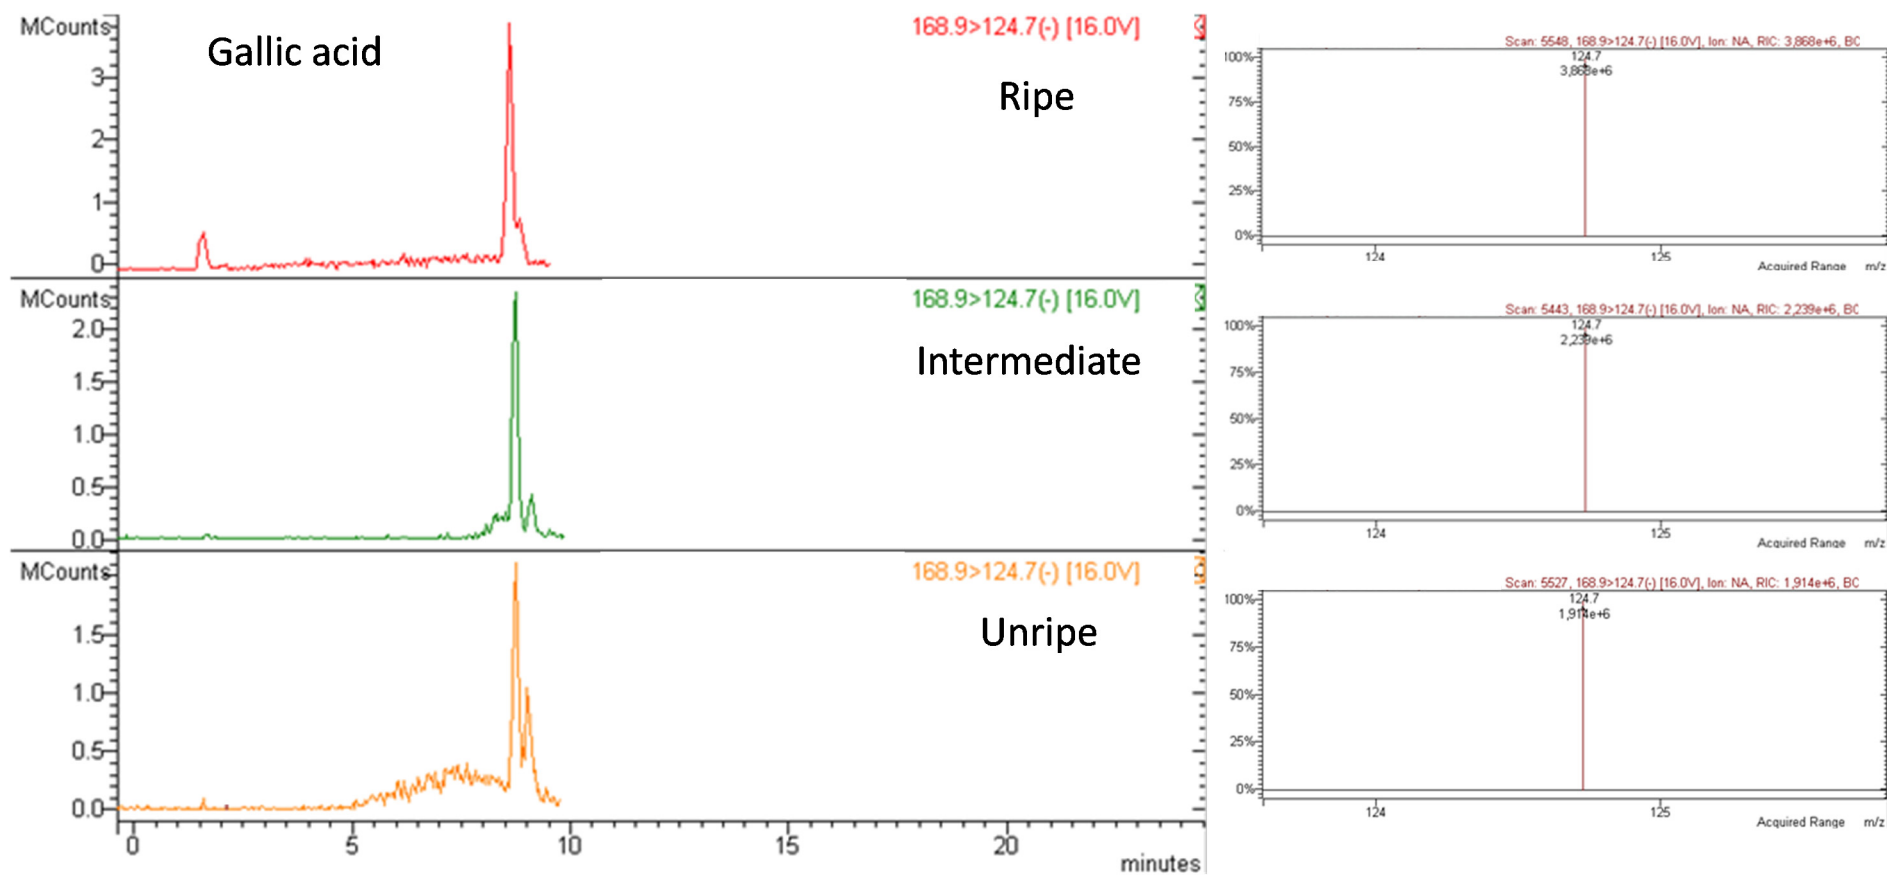 MCounts
Gallic acid
168.9>124.7(-) [16.0V]
Ripe
3
2
1
0
Scan: 5548, 168.9>124.7(-) [16.0V], Ion: NA, RIC: 3,868e+6, BC
100%
124.7
3,868e+6
75%
50%
25%
0%
124
125
Acquired Range m/z
MCounts
168.9>124.7(-) [16.0V]
Intermediate
2.0
1.5
1.0
0.5
0.0
Scan: 5443, 168.9>124.7(-) [16.0V], Ion: NA, RIC: 2,239e+6, BC
100%
124.7
2,239e+6
75%
50%
25%
0%
124
125
Acquired Range m/z
MCounts
168.9>124.7(-) [16.0V]
Unripe
1.5
1.0
0.5
0.0
0
5
10
15
20
minutes
Scan: 5527, 168.9>124.7(-) [16.0V], Ion: NA, RIC: 1,914e+6, BC
100%
124.7
1,914e+6
75%
50%
25%
0%
124
125
Acquired Range m/z